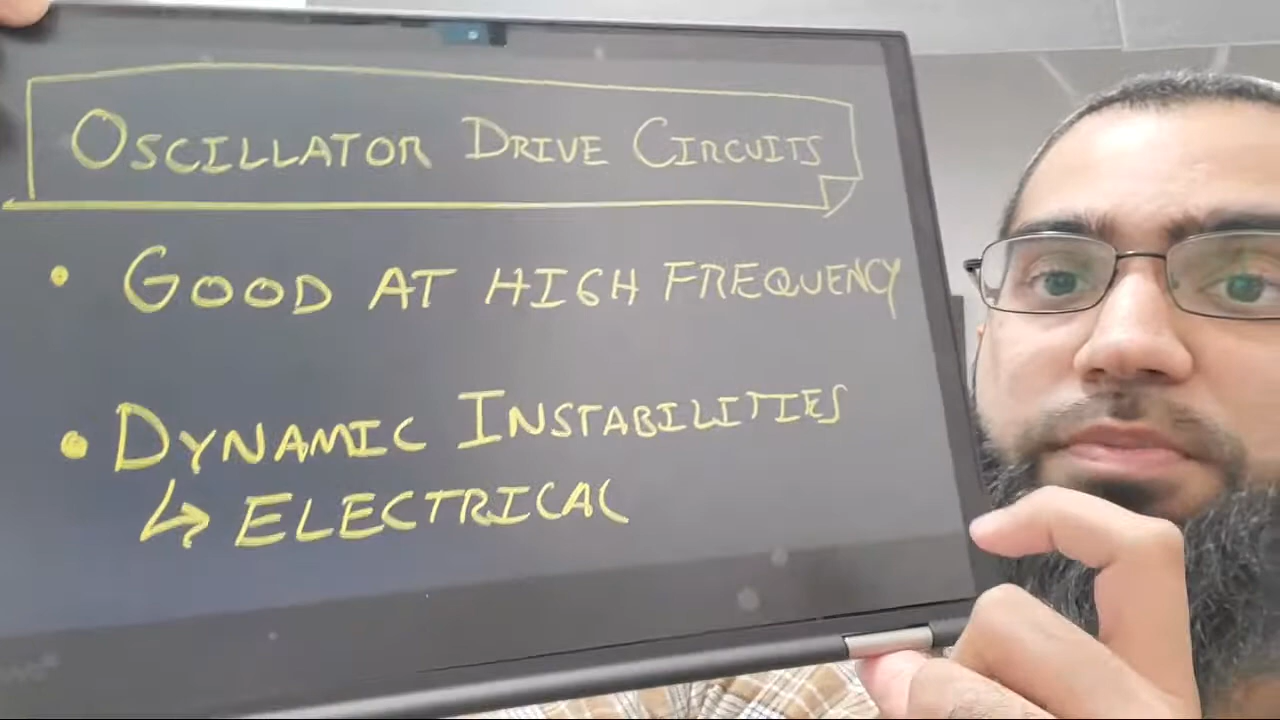 OSCILLATOR DRIVE CIRCUITS
• GOOD AT HIGH FREQUENCY
• DYNAMIC INSTABILITIES
↳ ELECTRICAL